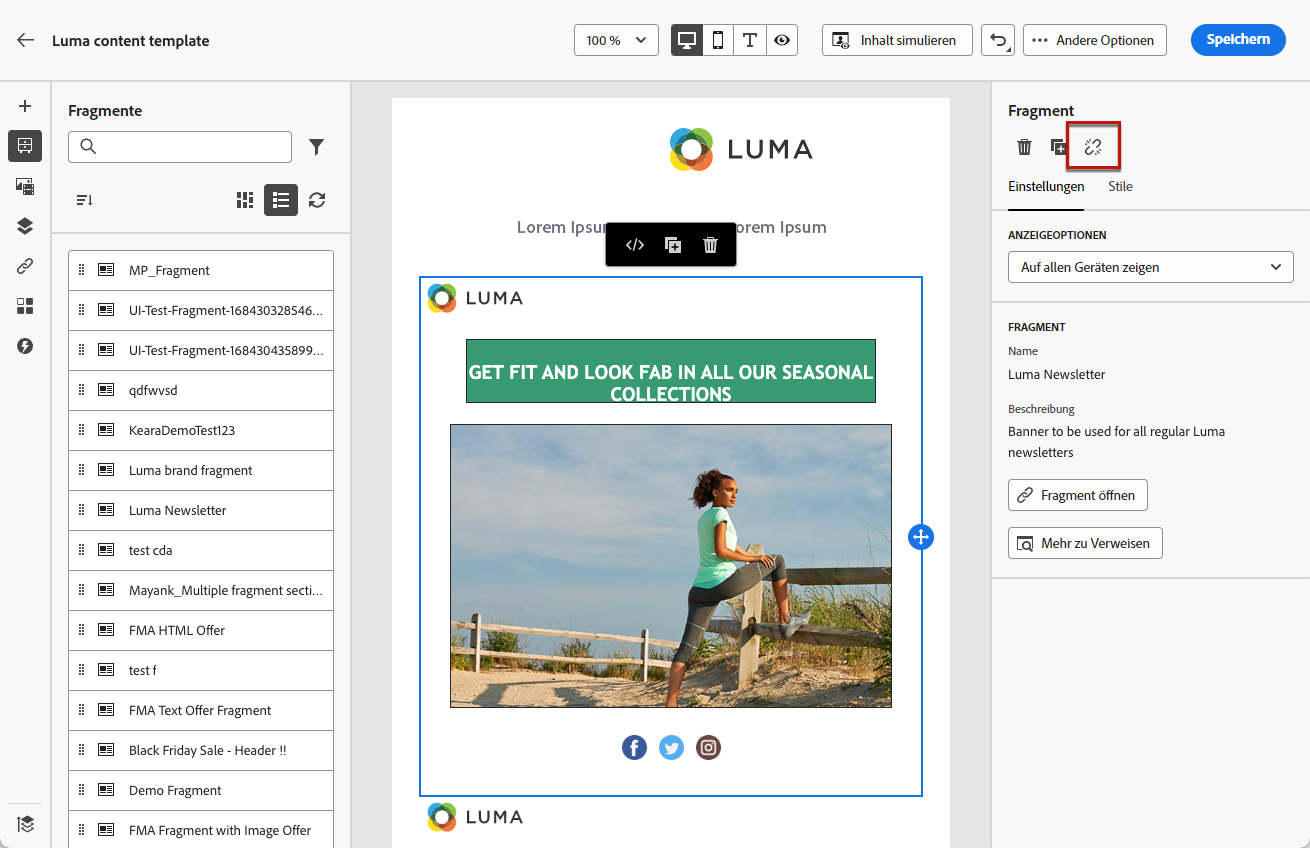 Luma content template
100 %
Inhalt simulieren
Andere Optionen
Speichern
Fragmente
MP_Fragment
UI-Test-Fragment-168430328546...
UI-Test-Fragment-168430435899...
qdfwvsd
KearaDemoTest123
Luma brand fragment
Luma Newsletter
test cda
Mayank_Multiple fragment secti...
FMA HTML Offer
test f
FMA Text Offer Fragment
Black Friday Sale - Header !!
Demo Fragment
FMA Fragment with Image Offer
LUMA
Lorem Ipsu orem Ipsum
LUMA
GET FIT AND LOOK FAB IN ALL OUR SEASONAL
COLLECTIONS
LUMA
Fragment
Einstellungen
Stile
ANZEIGEOPTIONEN
Auf allen Geräten zeigen
FRAGMENT
Name
Luma Newsletter
Beschreibung
Banner to be used for all regular Luma
newsletters
Fragment öffnen
Mehr zu Verweisen